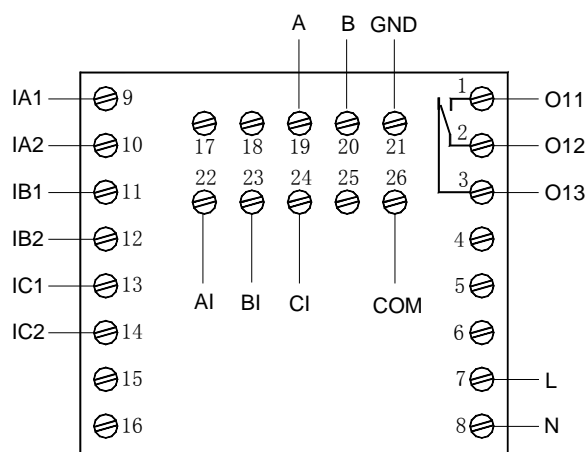 A B GND
IA1 9 1 O11
IA2 10 17 18 19 20 21 2 O12
IB1 11 22 23 24 25 26 3 O13
IB2 12 4
IC1 13 AI BI CI COM 5
IC2 14 6
15 7 L
16 8 N